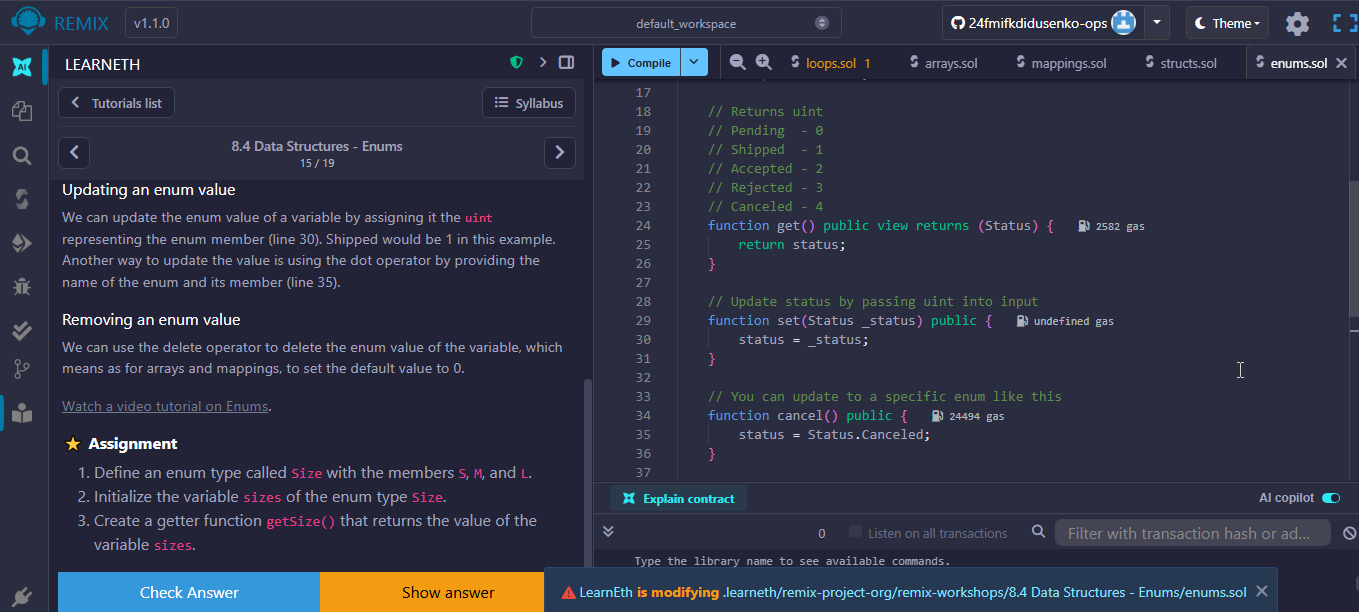 REMIX v1.1.0 default_workspace 24fmifkdidusenko-ops Theme
LEARNETH
Tutorials list Syllabus
8.4 Data Structures - Enums
15 / 19
Updating an enum value
We can update the enum value of a variable by assigning it the uint
representing the enum member (line 30). Shipped would be 1 in this example.
Another way to update the value is using the dot operator by providing the
name of the enum and its member (line 35).
Removing an enum value
We can use the delete operator to delete the enum value of the variable, which
means as for arrays and mappings, to set the default value to 0.
Watch a video tutorial on Enums.
Assignment
1. Define an enum type called Size with the members S, M, and L.
2. Initialize the variable sizes of the enum type Size.
3. Create a getter function getSize() that returns the value of the
variable sizes.
Check Answer Show answer
Compile loops.sol 1 arrays.sol mappings.sol structs.sol enums.sol
17
18 // Returns uint
19 // Pending  - 0
20 // Shipped  - 1
21 // Accepted - 2
22 // Rejected - 3
23 // Canceled - 4
24 function get() public view returns (Status) { 2582 gas
25 return status;
26 }
27
28 // Update status by passing uint into input
29 function set(Status _status) public { undefined gas
30 status = _status;
31 }
32
33 // You can update to a specific enum like this
34 function cancel() public { 24494 gas
35 status = Status.Canceled;
36 }
37
Explain contract AI copilot
0 Listen on all transactions Filter with transaction hash or ad...
Type the library name to see available commands.
LearnEth is modifying .learneth/remix-project-org/remix-workshops/8.4 Data Structures - Enums/enums.sol
AI